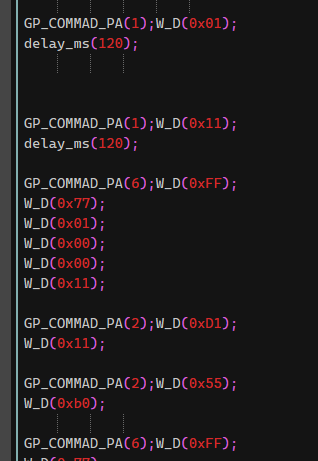 GP_COMMAD_PA(1);W_D(0x01);
delay_ms(120);
GP_COMMAD_PA(1);W_D(0x11);
delay_ms(120);
GP_COMMAD_PA(6);W_D(0xFF);
W_D(0x77);
W_D(0x01);
W_D(0x00);
W_D(0x00);
W_D(0x11);
GP_COMMAD_PA(2);W_D(0xD1);
W_D(0x11);
GP_COMMAD_PA(2);W_D(0x55);
W_D(0xb0);
GP_COMMAD_PA(6);W_D(0xFF);